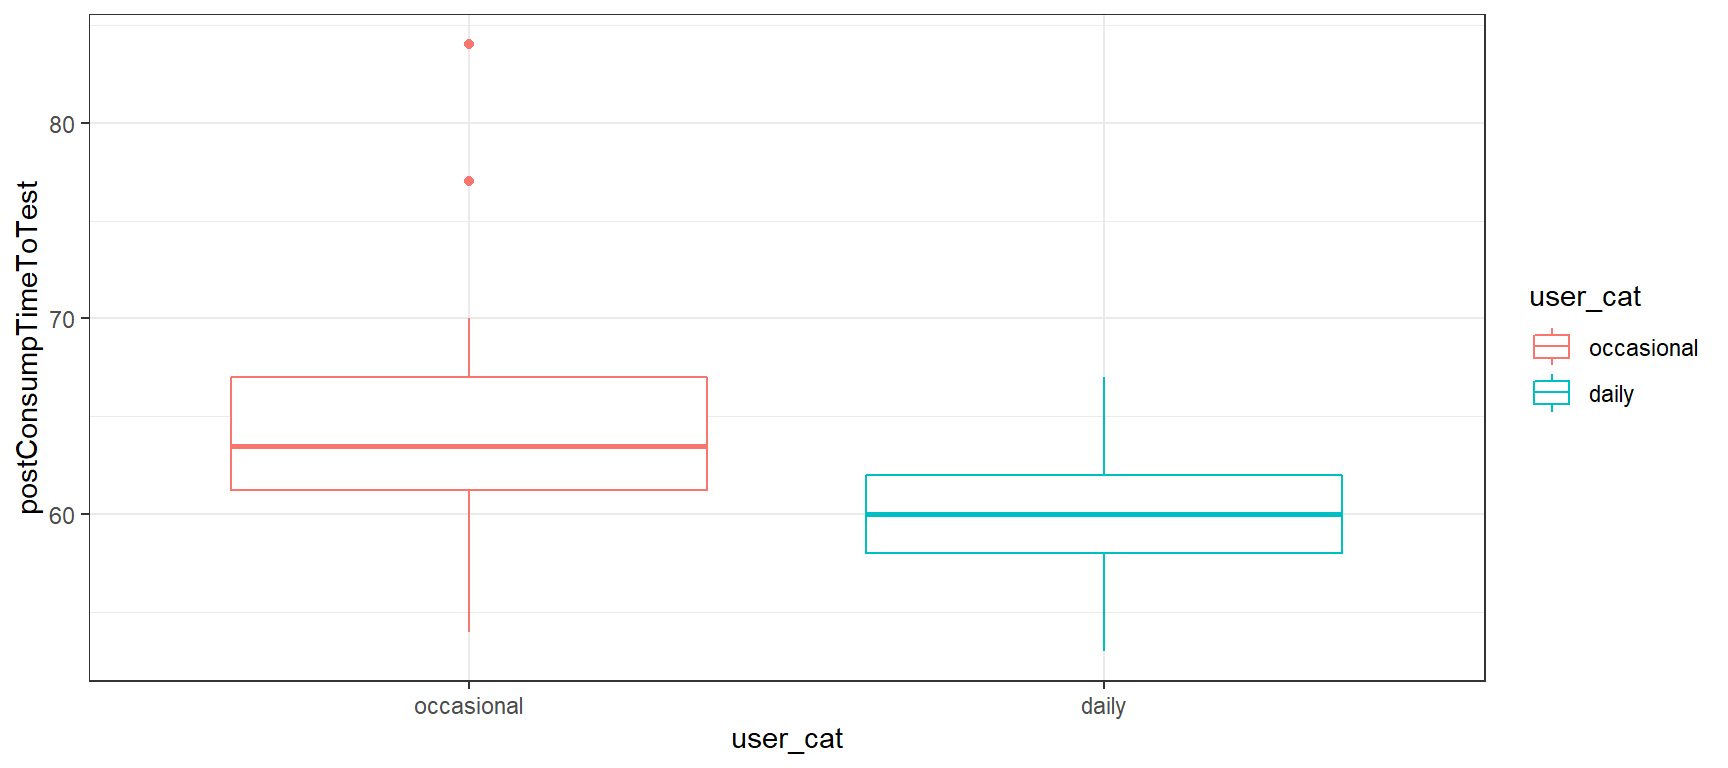 postConsumpTimeToTest
80
70
60
occasional
daily
user_cat
user_cat
occasional
daily